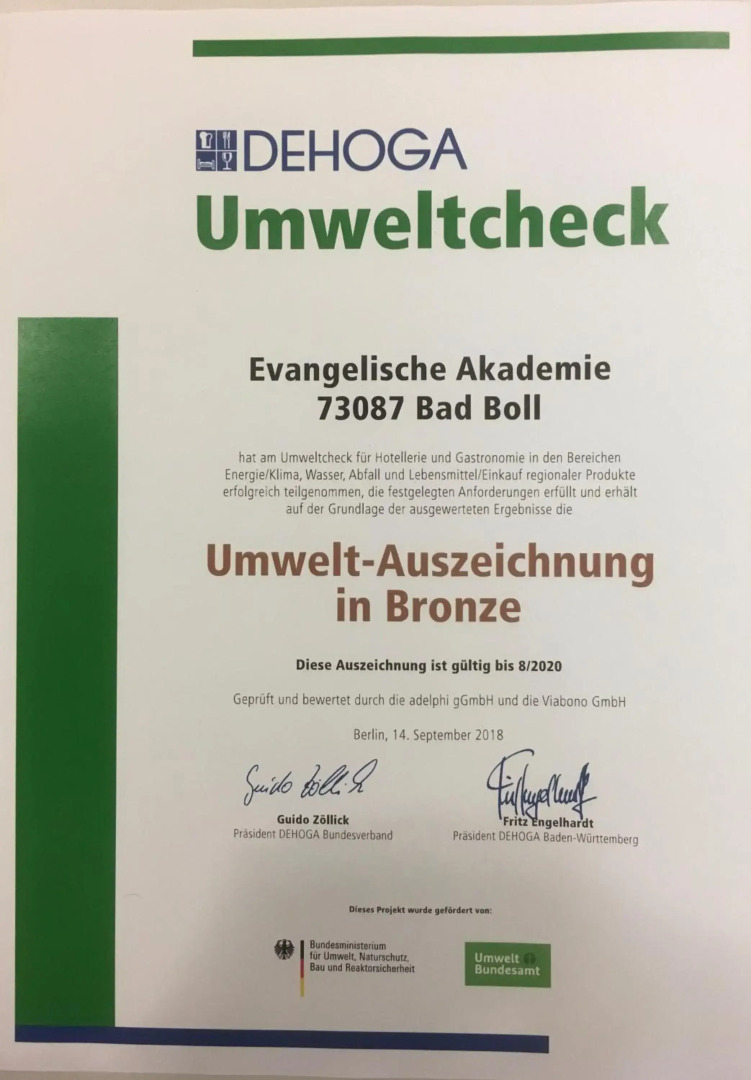 DEHOGA
Umweltcheck
Evangelische Akademie
73087 Bad Boll
hat am Umweltcheck für Hotellerie und Gastronomie in den Bereichen
Energie/Klima, Wasser, Abfall und Lebensmittel/Einkauf regionaler Produkte
erfolgreich teilgenommen, die festgelegten Anforderungen erfüllt und erhält
auf der Grundlage der ausgewerteten Ergebnisse die
Umwelt-Auszeichnung
in Bronze
Diese Auszeichnung ist gültig bis 8/2020
Geprüft und bewertet durch die adelphi gGmbH und die Viabono GmbH
Berlin, 14. September 2018
Guido Zöllick
Guido Zöllick
Präsident DEHOGA Bundesverband
Fritz Engelhardt
Präsident DEHOGA Baden-Württemberg
Dieses Projekt wurde gefördert von:
Bundesministerium
für Umwelt, Naturschutz,
Bau und Reaktorsicherheit
Umwelt
Bundesamt